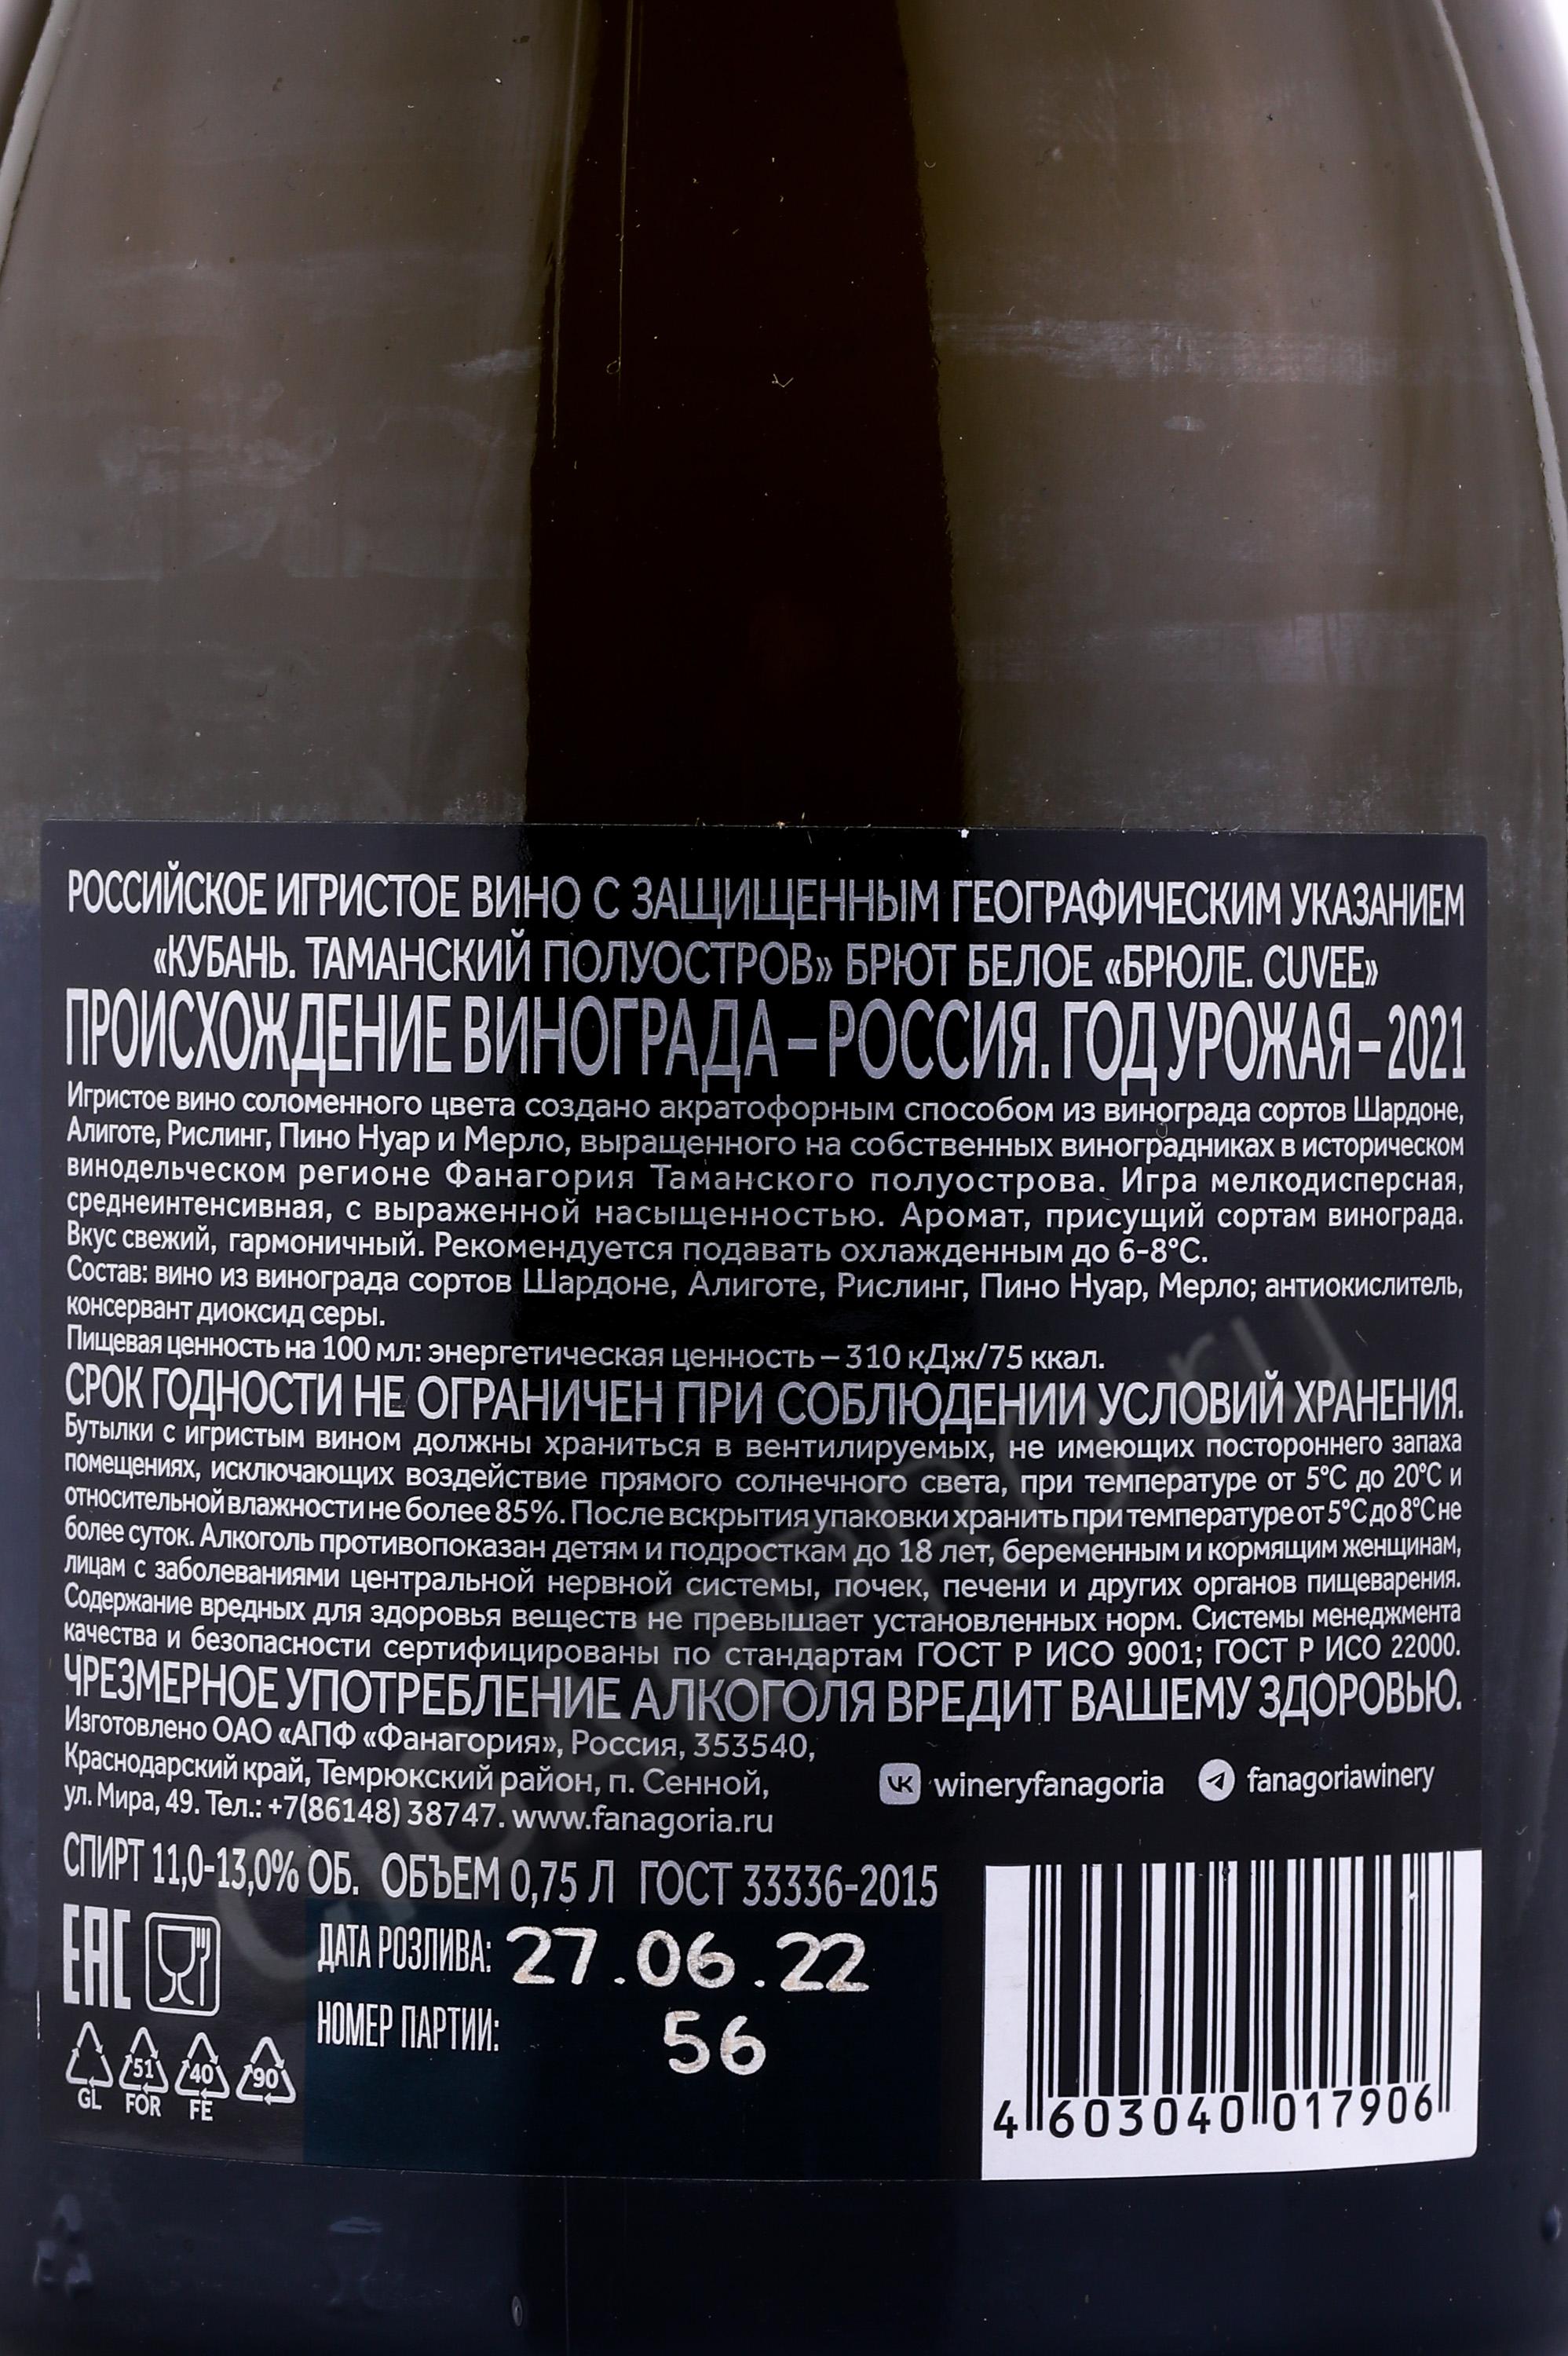 РОССИЙСКОЕ ИГРИСТОЕ ВИНО С ЗАЩИЩЕННЫМ ГЕОГРАФИЧЕСКИМ УКАЗАНИЕМ
«КУБАНЬ. ТАМАНСКИЙ ПОЛУОСТРОВ» БРЮТ БЕЛОЕ «БРЮЛЕ. CUVEE»
ПРОИСХОЖДЕНИЕ ВИНОГРАДА – РОССИЯ. ГОД УРОЖАЯ – 2021
Игристое вино соломенного цвета создано акратофорным способом из винограда сортов Шардоне,
Алиготе, Рислинг, Пино Нуар и Мерло, выращенного на собственных виноградниках в историческом
винодельческом регионе Фанагория Таманского полуострова. Игра мелкодисперсная,
среднеинтенсивная, с выраженной насыщенностью. Аромат, присущий сортам винограда.
Вкус свежий, гармоничный. Рекомендуется подавать охлажденным до 6-8°С.
Состав: вино из винограда сортов Шардоне, Алиготе, Рислинг, Пино Нуар, Мерло; антиокислитель,
консервант диоксид серы.
Пищевая ценность на 100 мл: энергетическая ценность – 310 кДж/75 ккал.
СРОК ГОДНОСТИ НЕ ОГРАНИЧЕН ПРИ СОБЛЮДЕНИИ УСЛОВИЙ ХРАНЕНИЯ.
Бутылки с игристым вином должны храниться в вентилируемых, не имеющих постороннего запаха
помещениях, исключающих воздействие прямого солнечного света, при температуре от 5°С до 20°С и
относительной влажности не более 85%. После вскрытия упаковки хранить при температуре от 5°С до 8°С не
более суток. Алкоголь противопоказан детям и подросткам до 18 лет, беременным и кормящим женщинам,
лицам с заболеваниями центральной нервной системы, почек, печени и других органов пищеварения.
Содержание вредных для здоровья веществ не превышает установленных норм. Системы менеджмента
качества и безопасности сертифицированы по стандартам ГОСТ Р ИСО 9001; ГОСТ Р ИСО 22000.
ЧРЕЗМЕРНОЕ УПОТРЕБЛЕНИЕ АЛКОГОЛЯ ВРЕДИТ ВАШЕМУ ЗДОРОВЬЮ.
Изготовлено ОАО «АПФ «Фанагория», Россия, 353540,
Краснодарский край, Темрюкский район, п. Сенной,
ул. Мира, 49. Тел.: +7(86148) 38747. www.fanagoria.ru
wineryfanagoria fanagoriawinery
СПИРТ 11,0-13,0% ОБ. ОБЪЕМ 0,75 Л ГОСТ 33336-2015
EAC
ДАТА РОЗЛИВА: 27.06.22
НОМЕР ПАРТИИ: 56
51 40 90
GL FOR FE
4 603040 017906
CIGARPRO.ru